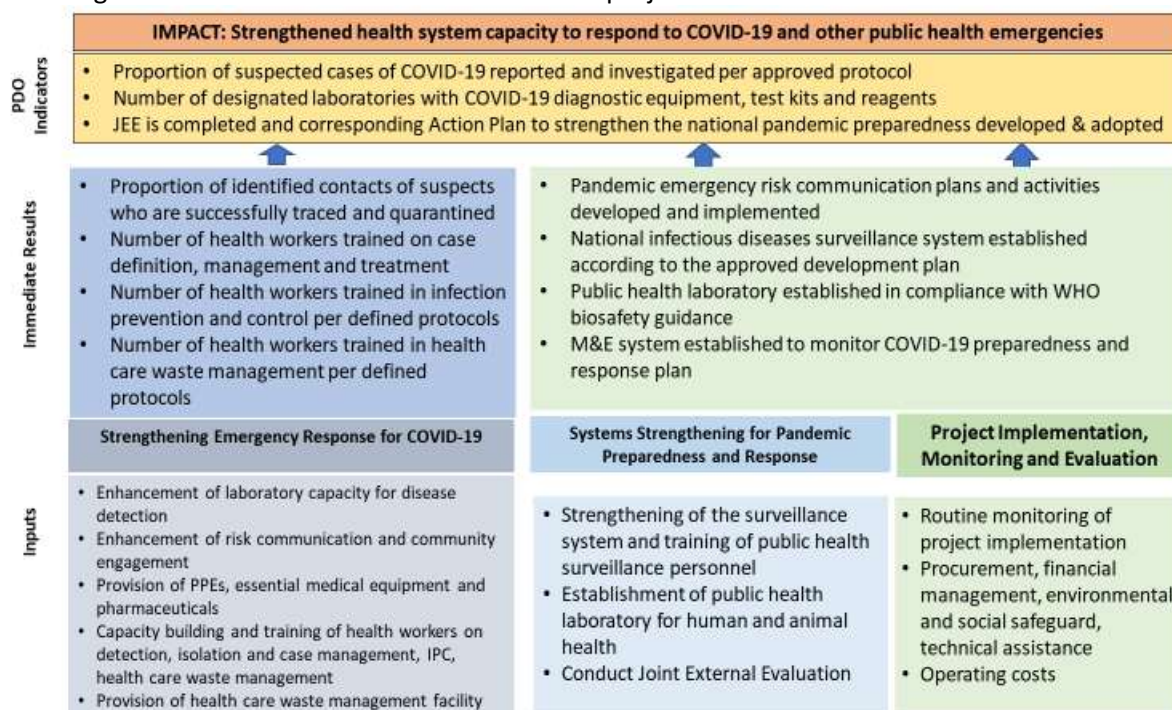 IMPACT: Strengthened health system capacity to respond to COVID-19 and other public health emergencies
PDO
Indicators
• Proportion of suspected cases of COVID-19 reported and investigated per approved protocol
• Number of designated laboratories with COVID-19 diagnostic equipment, test kits and reagents
• JEE is completed and corresponding Action Plan to strengthen the national pandemic preparedness developed & adopted
Immediate Results
• Proportion of identified contacts of suspects
who are successfully traced and quarantined
• Number of health workers trained on case
definition, management and treatment
• Number of health workers trained in infection
prevention and control per defined protocols
• Number of health workers trained in health
care waste management per defined
protocols
• Pandemic emergency risk communication plans and activities
developed and implemented
• National infectious diseases surveillance system established
according to the approved development plan
• Public health laboratory established in compliance with WHO
biosafety guidance
• M&E system established to monitor COVID-19 preparedness and
response plan
Strengthening Emergency Response for COVID-19
Systems Strengthening for Pandemic
Preparedness and Response
Project Implementation,
Monitoring and Evaluation
Inputs
• Enhancement of laboratory capacity for disease
detection
• Enhancement of risk communication and community
engagement
• Provision of PPEs, essential medical equipment and
pharmaceuticals
• Capacity building and training of health workers on
detection, isolation and case management, IPC,
health care waste management
• Provision of health care waste management facility
• Strengthening of the surveillance
system and training of public health
surveillance personnel
• Establishment of public health
laboratory for human and animal
health
• Conduct Joint External Evaluation
• Routine monitoring of
project implementation
• Procurement, financial
management, environmental
and social safeguard,
technical assistance
• Operating costs